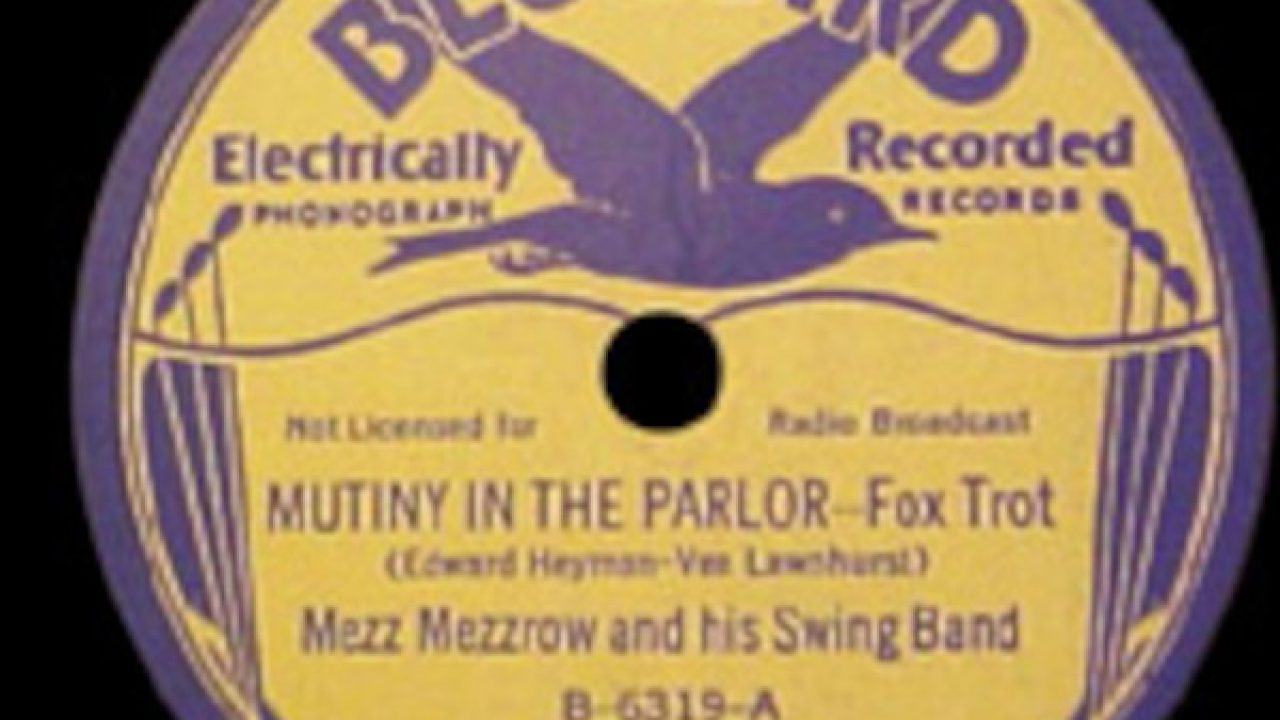 BLUEBIRD
Electrically Recorded
PHONOGRAPH RECORDS
Not Licensed for Radio Broadcast
MUTINY IN THE PARLOR-Fox Trot
(Edward Heyman-Vee Lawnhurst)
Mezz Mezzrow and his Swing Band
B-6319-A